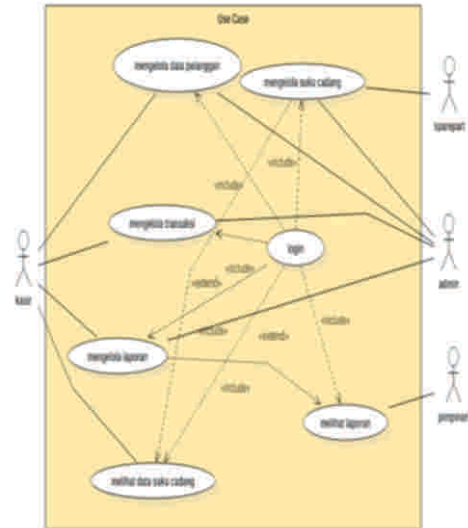 Use Case
mengelola data pelanggan
mengelola suku cadang
sparepart
«include»
«include»
mengelola transaksi
login
kasir
admin
«include»
«extend»
«include»
«extend»
mengelola laporan
«include»
«include»
melihat laporan
pimpinan
melihat data suku cadang